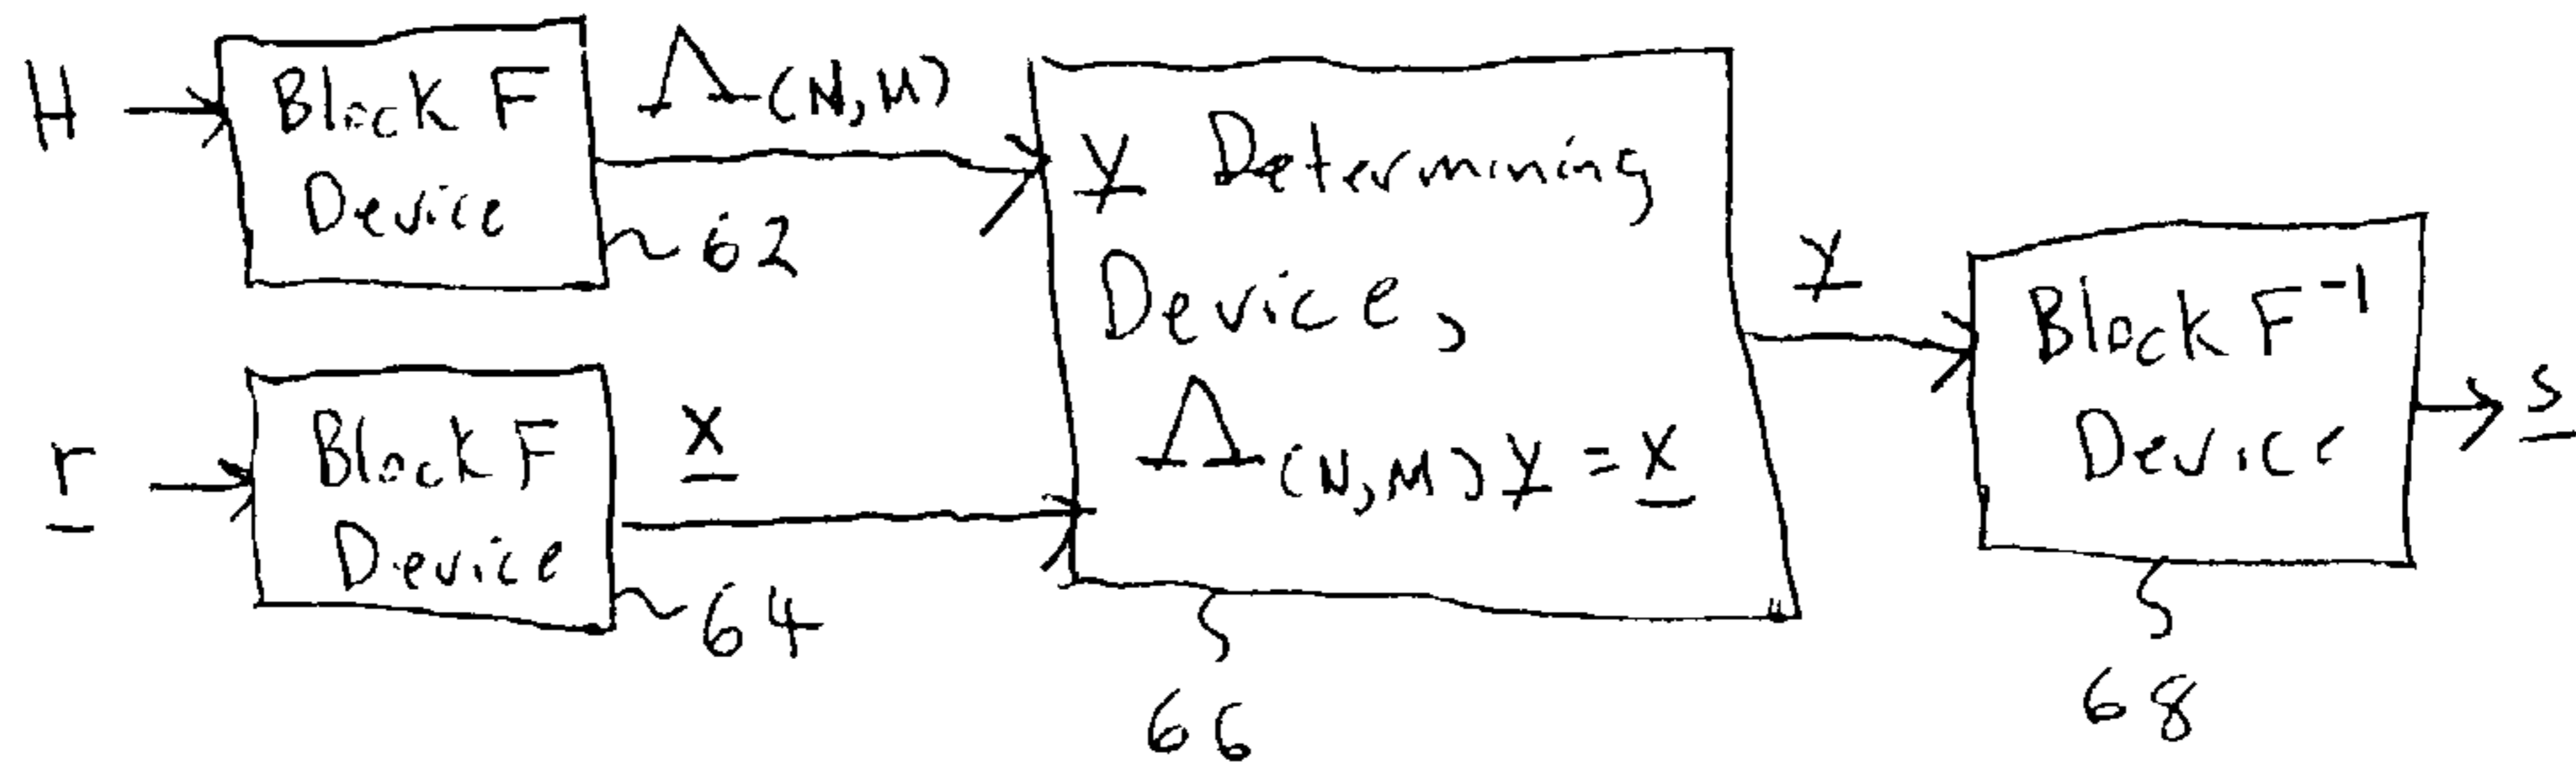 H
Block F
Device
62
Λ(N,M)
r
Block F
Device
64
x
y Determining
Device,
Λ(N,M) y = x
66
y
Block F⁻¹
Device
68
s